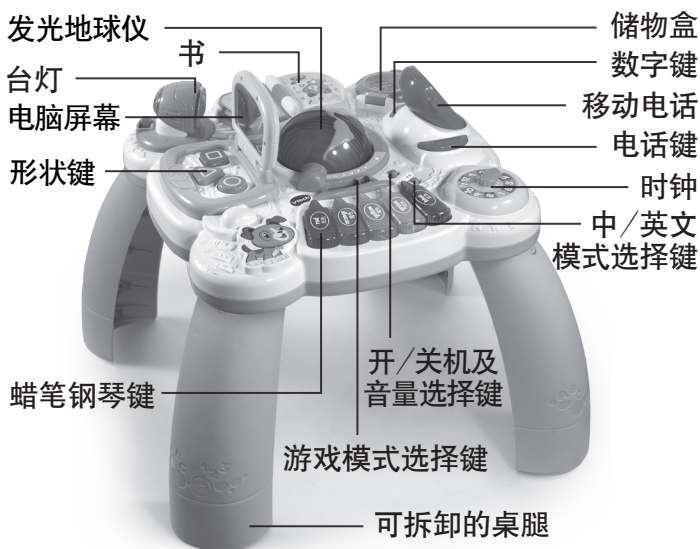 发光地球仪
书
台灯
电脑屏幕
形状键
蜡笔钢琴键
储物盒
数字键
移动电话
电话键
时钟
中/英文
模式选择键
开/关机及
音量选择键
游戏模式选择键
可拆卸的桌腿
vtech